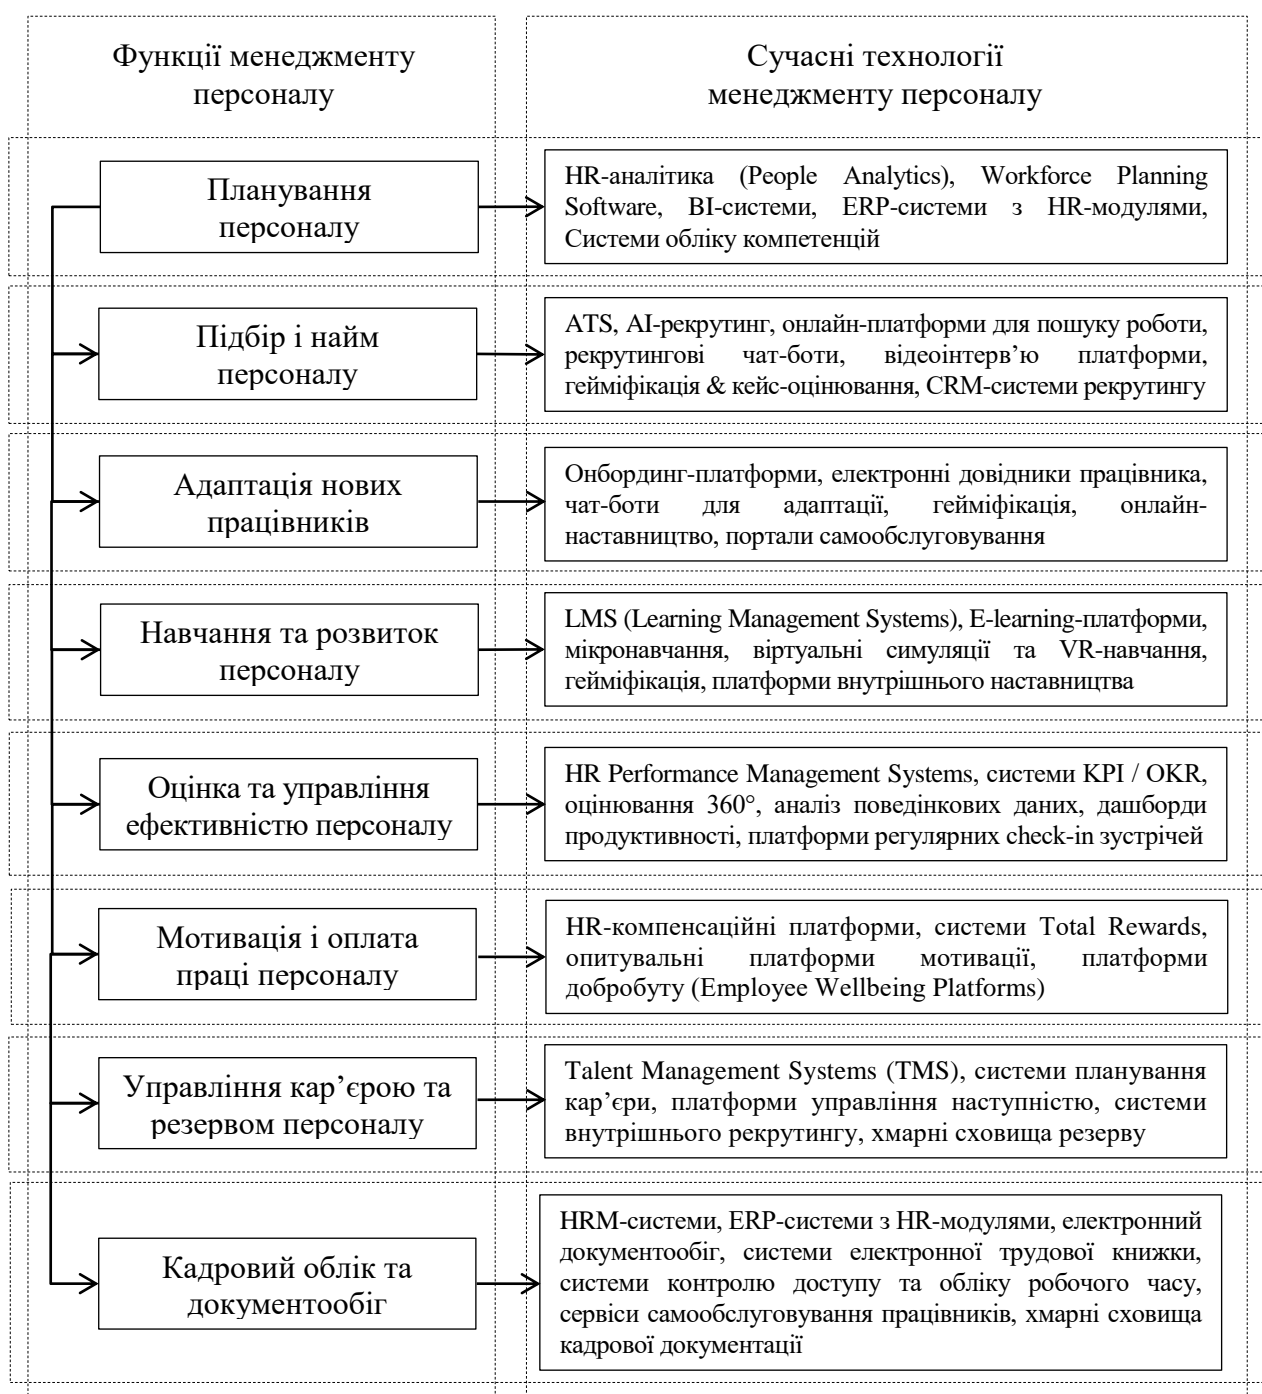 Функції менеджменту
персоналу
Сучасні технології
менеджменту персоналу
Планування
персоналу
HR-аналітика (People Analytics), Workforce Planning
Software, BI-системи, ERP-системи з HR-модулями,
Системи обліку компетенцій
Підбір і найм
персоналу
ATS, AI-рекрутинг, онлайн-платформи для пошуку роботи,
рекрутингові чат-боти, відеоінтерв’ю платформи,
гейміфікація & кейс-оцінювання, CRM-системи рекрутингу
Адаптація нових
працівників
Онбординг-платформи, електронні довідники працівника,
чат-боти для адаптації, гейміфікація, онлайн-
наставництво, портали самообслуговування
Навчання та розвиток
персоналу
LMS (Learning Management Systems), E-learning-платформи,
мікронавчання, віртуальні симуляції та VR-навчання,
гейміфікація, платформи внутрішнього наставництва
Оцінка та управління
ефективністю персоналу
HR Performance Management Systems, системи KPI / OKR,
оцінювання 360°, аналіз поведінкових даних, дашборди
продуктивності, платформи регулярних check-in зустрічей
Мотивація і оплата
праці персоналу
HR-компенсаційні платформи, системи Total Rewards,
опитувальні платформи мотивації, платформи
добробуту (Employee Wellbeing Platforms)
Управління кар’єрою та
резервом персоналу
Talent Management Systems (TMS), системи планування
кар’єри, платформи управління наступністю, системи
внутрішнього рекрутингу, хмарні сховища резерву
Кадровий облік та
документообіг
HRM-системи, ERP-системи з HR-модулями, електронний
документообіг, системи електронної трудової книжки,
системи контролю доступу та обліку робочого часу,
сервіси самообслуговування працівників, хмарні сховища
кадрової документації